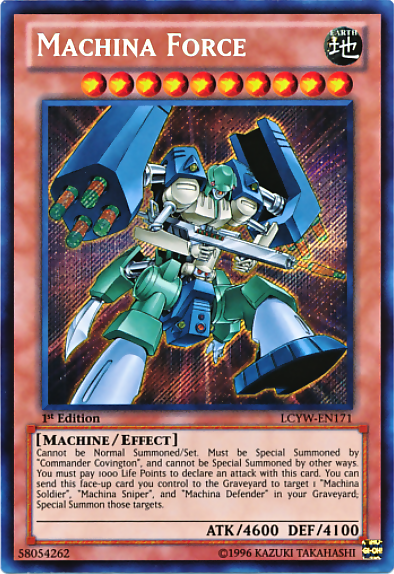 MACHINA FORCE
EARTH
地
1st Edition
LCYW-EN171
[MACHINE/EFFECT]
Cannot be Normal Summoned/Set. Must be Special Summoned by
"Commander Covington", and cannot be Special Summoned by other ways.
You must pay 1000 Life Points to declare an attack with this card. You can
send this face-up card you control to the Graveyard to target 1 "Machina
Soldier", "Machina Sniper", and "Machina Defender" in your Graveyard;
Special Summon those targets.
ATK/4600 DEF/4100
58054262
©1996 KAZUKI TAKAHASHI